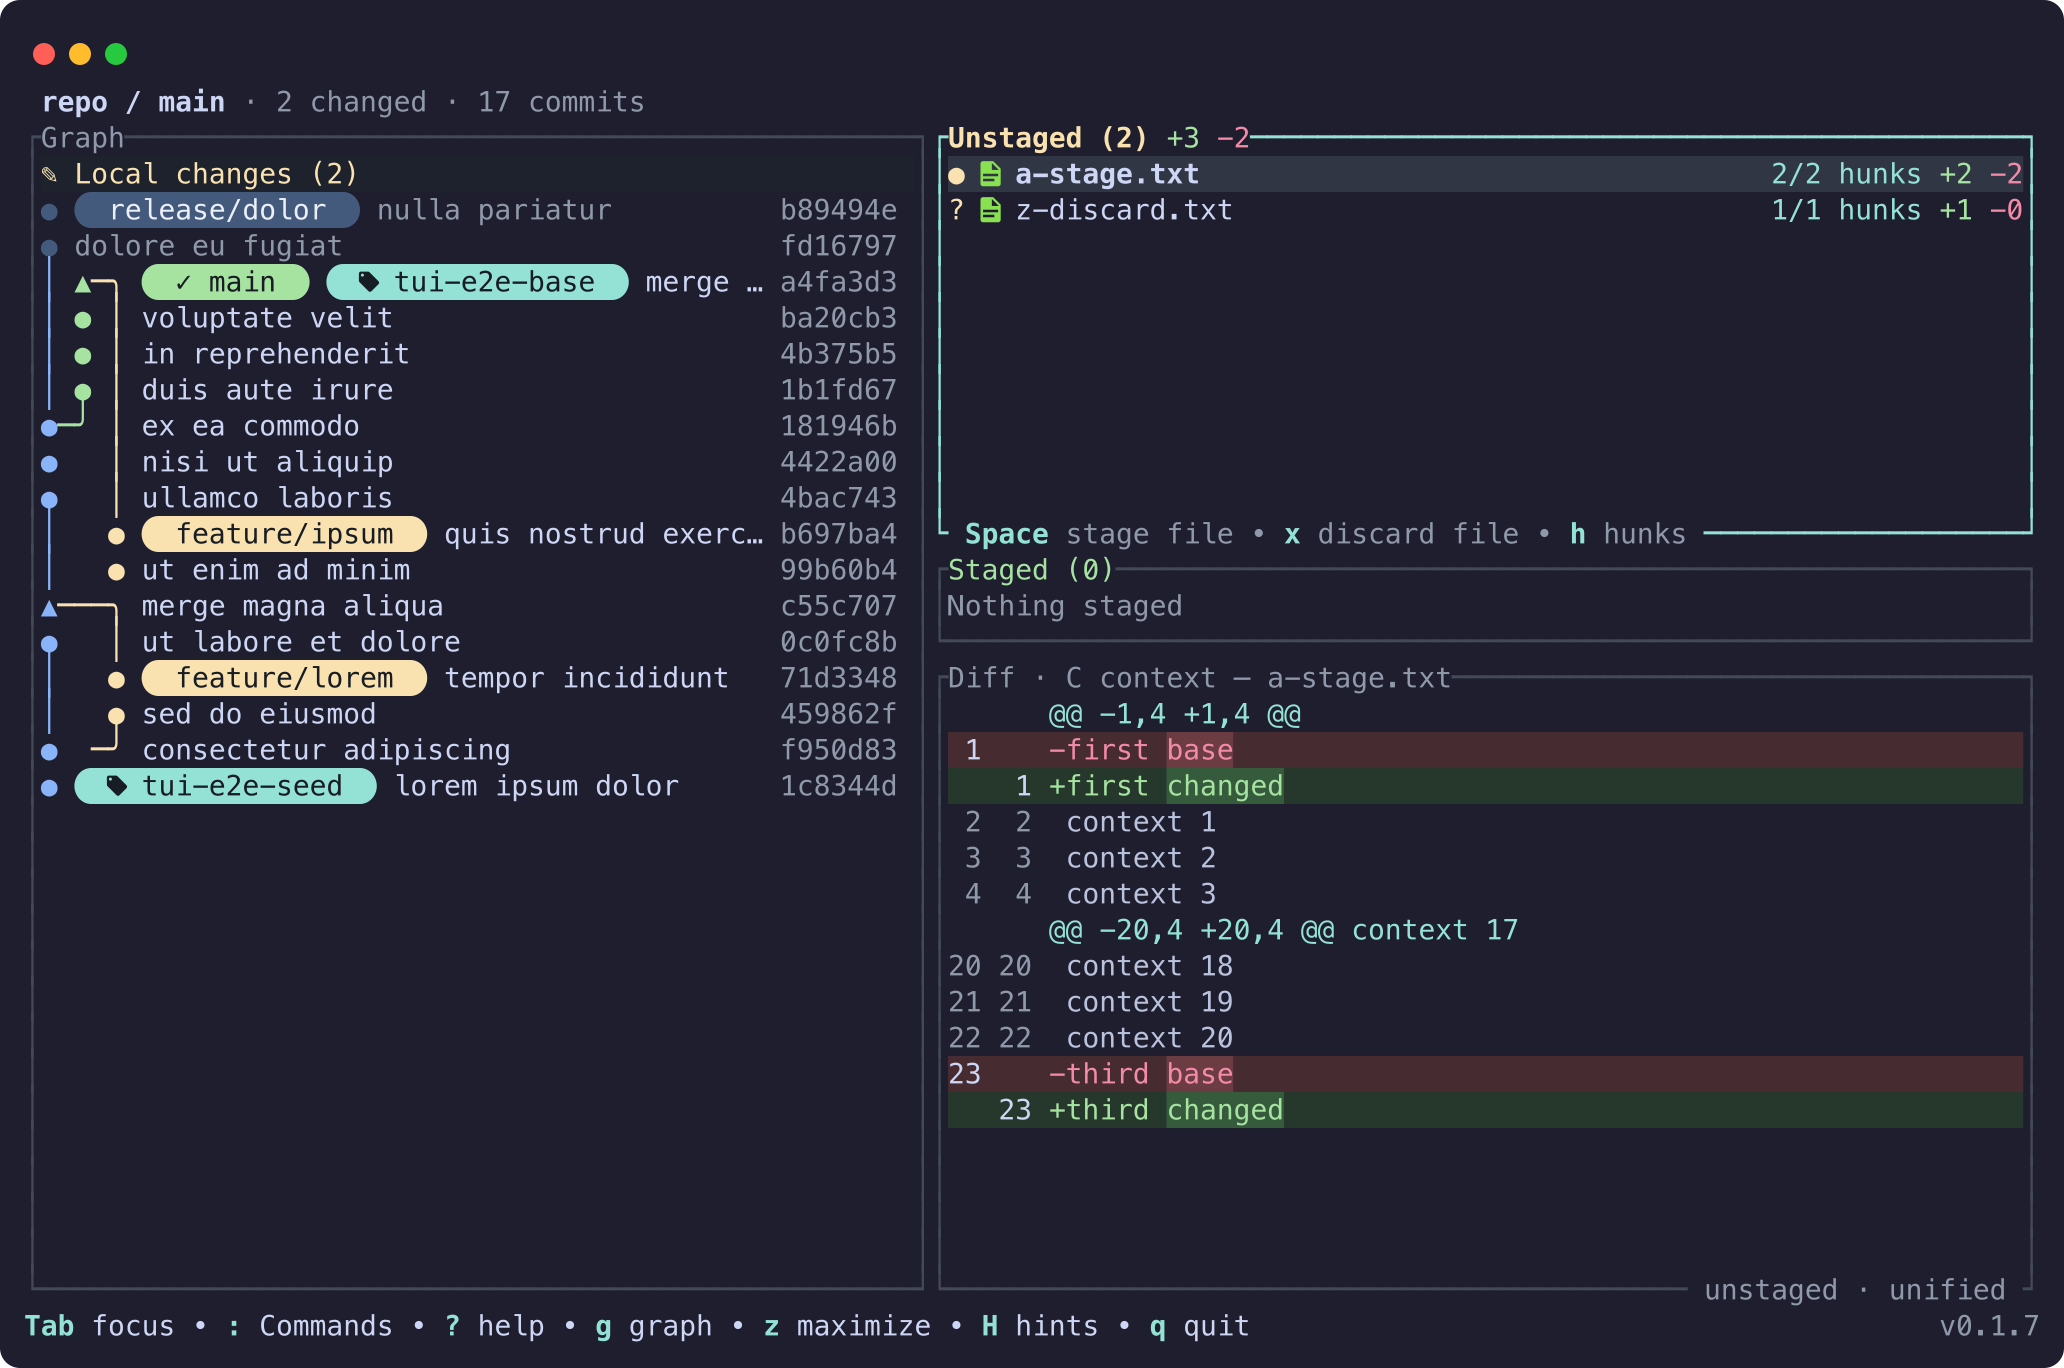 repo / main · 2 changed · 17 commits
Graph
✎ Local changes (2)
release/dolor nulla pariatur b89494e
dolore eu fugiat fd16797
✓ main tui-e2e-base merge … a4fa3d3
voluptate velit ba20cb3
in reprehenderit 4b375b5
duis aute irure 1b1fd67
ex ea commodo 181946b
nisi ut aliquip 4422a00
ullamco laboris 4bac743
feature/ipsum quis nostrud exerc… b697ba4
ut enim ad minim 99b60b4
merge magna aliqua c55c707
ut labore et dolore 0c0fc8b
feature/lorem tempor incididunt 71d3348
sed do eiusmod 459862f
consectetur adipiscing f950d83
tui-e2e-seed lorem ipsum dolor 1c8344d
Unstaged (2) +3 −2
● a-stage.txt 2/2 hunks +2 −2
? z-discard.txt 1/1 hunks +1 −0
Space stage file • x discard file • h hunks
Staged (0)
Nothing staged
Diff · C context — a-stage.txt
@@ -1,4 +1,4 @@
1 -first base
1 +first changed
2 2 context 1
3 3 context 2
4 4 context 3
@@ -20,4 +20,4 @@ context 17
20 20 context 18
21 21 context 19
22 22 context 20
23 -third base
23 +third changed
unstaged · unified
Tab focus • : Commands • ? help • g graph • z maximize • H hints • q quit
v0.1.7